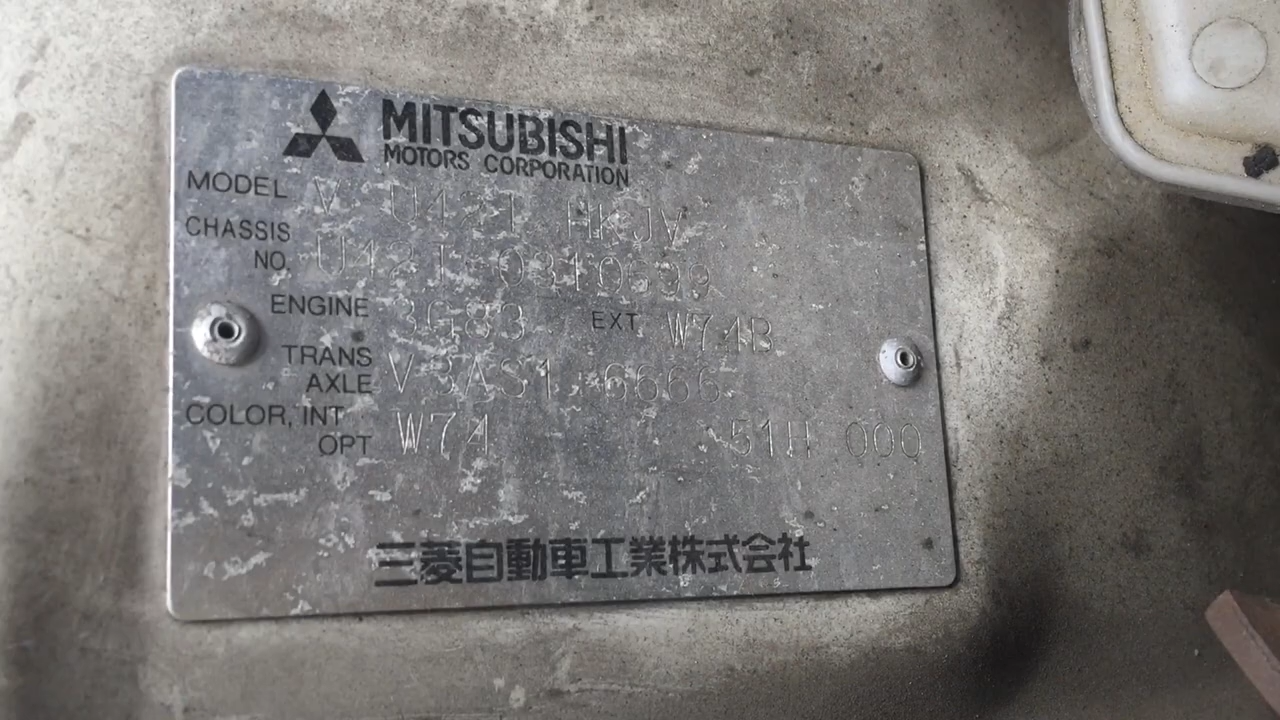 MITSUBISHI
MOTORS CORPORATION
MODEL V U42T HKJV
CHASSIS
NO. U42T-0310699
ENGINE 3G83 EXT W74B
TRANS
AXLE V3AS1 6666
COLOR, INT
OPT W74 51H 000
三菱自動車工業株式会社